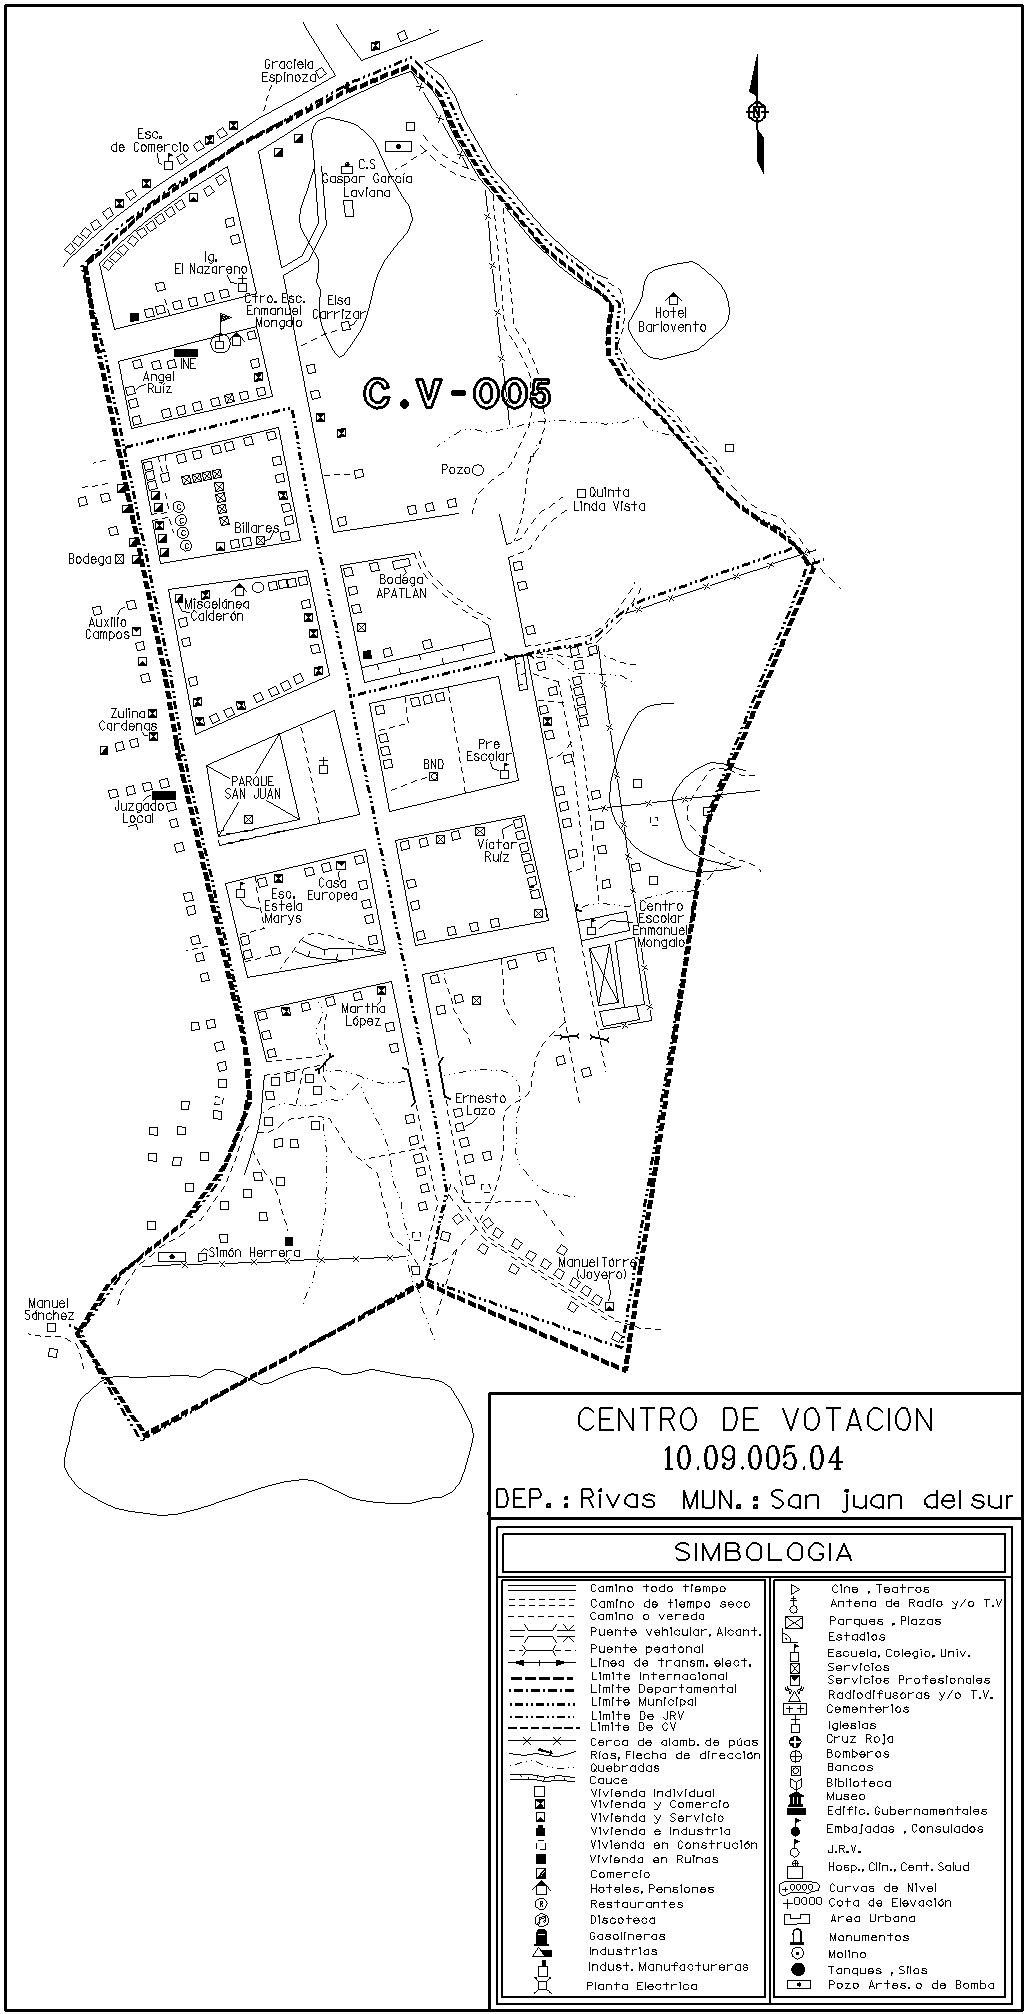 Graciela
Espinoza
N
Esc.
de Comercio
C.S
Gaspar García
Laviana
Ig.
El Nazareno
Ctro. Esc.
Enmanuel
Mongalo
Elsa
Carrizar
Hotel
Barlovento
INE
Angel
Ruíz
C.V-005
Pozo
Quinta
Linda Vista
Billares
Bodega
Bodega
APATLAN
Miscelánea
Calderón
Auxilio
Campos
Zulina
Cardenas
PARQUE
SAN JUAN
BND
Pre
Escolar
Juzgado
Local
Víctor
Ruíz
Casa
Europea
Esc.
Estela
Marys
Centro
Escolar
Enmanuel
Mongalo
Martha
López
Ernesto
Lazo
Simón Herrera
Manuel Torre
(Joyero)
Manuel
Sánchez
CENTRO DE VOTACION
10.09.005.04
DEP.: Rivas MUN.: San juan del sur
SIMBOLOGIA
Camino todo tiempo
Camino de tiempo seco
Camino o vereda
Puente vehicular, Alcant.
Puente peatonal
Línea de transm. elect.
Limite Internacional
Limite Departamental
Limite Municipal
Limite De JRV
Limite De CV
Cerca de alamb. de púas
Ríos, Flecha de dirección
Quebradas
Cauce
Vivienda Individual
Vivienda y Comercio
Vivienda y Servicio
Vivienda e Industria
Vivienda en Construción
Vivienda en Ruinas
Comercio
Hoteles, Pensiones
R Restaurantes
Discoteca
Gasolineras
Industrias
Indust. Manufactureras
Planta Electrica
Cine , Teatros
Antena de Radio y/o T.V
Parques , Plazas
Estadios
Escuela, Colegio, Univ.
Servicios
Servicios Profesionales
Radiodifusoras y/o T.V.
Cementerios
Iglesias
Cruz Roja
Bomberos
Bancos
Biblioteca
Museo
Edific. Gubernamentales
Embajadas , Consulados
J.R.V.
Hosp., Clin., Cent. Salud
+0000 Curvas de Nivel
+0000 Cota de Elevación
Area Urbana
Monumentos
Molino
Tanques , Silos
Pozo Artes. o de Bomba